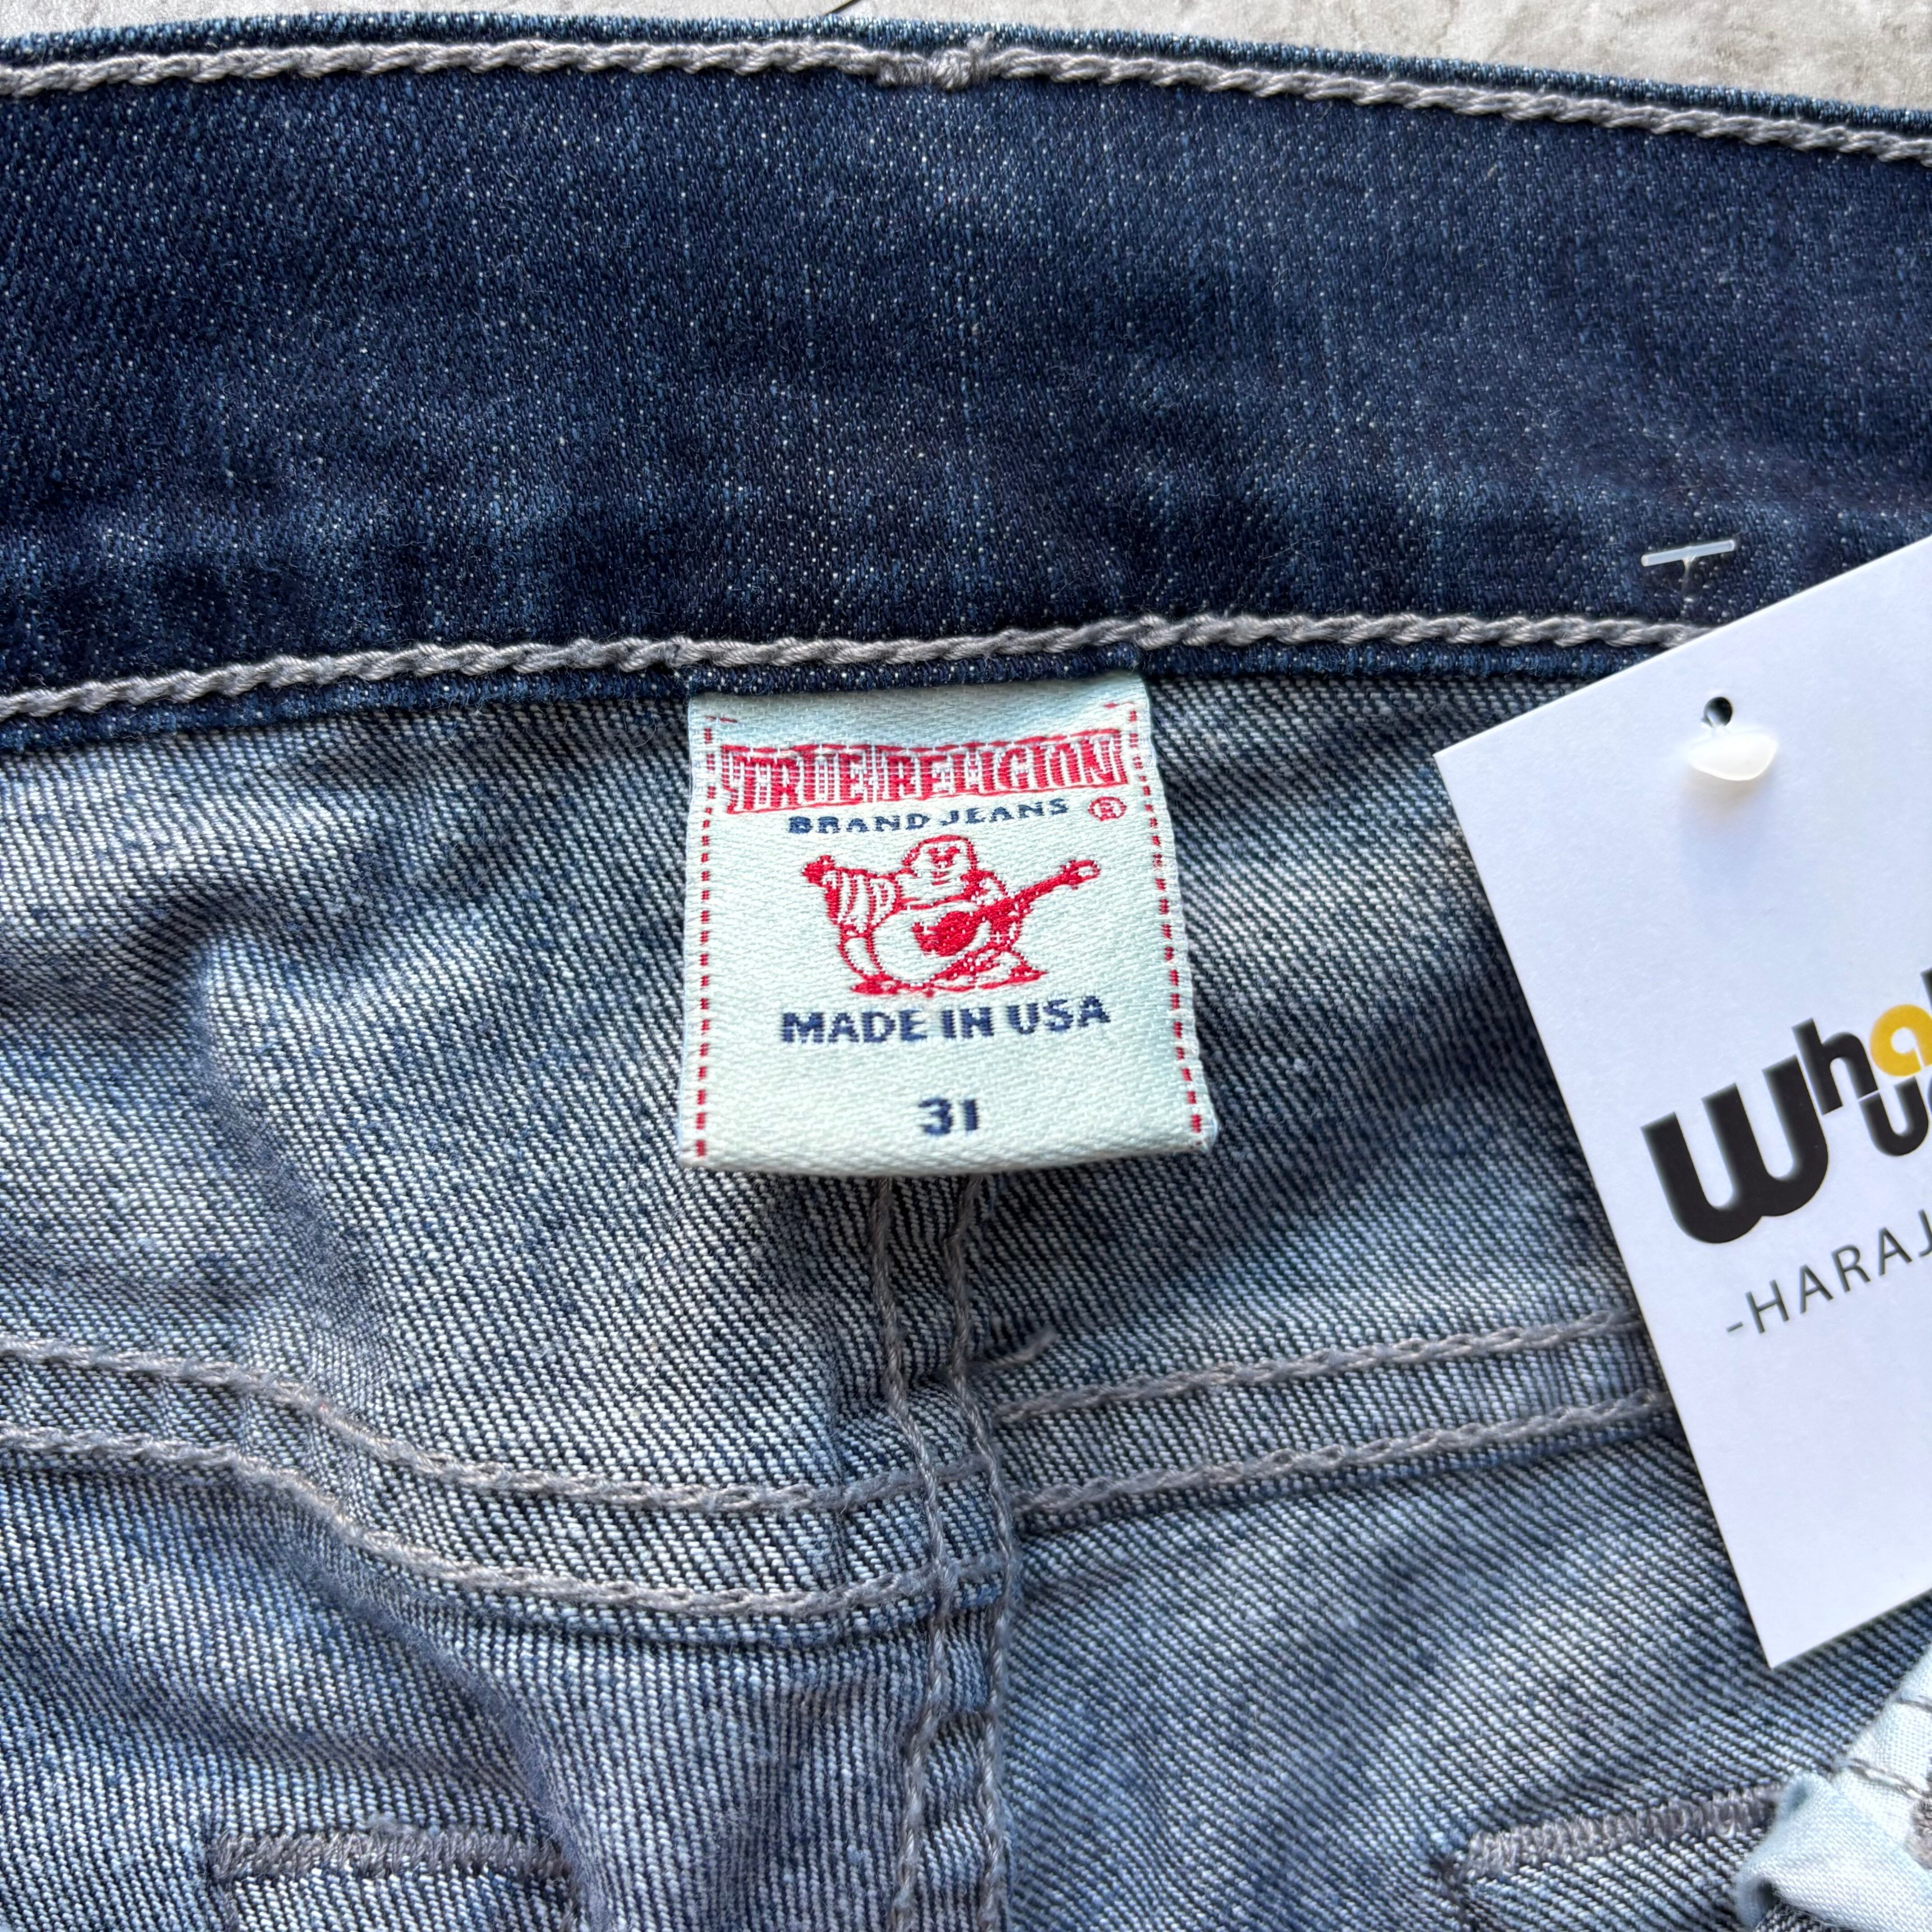 TRUE RELIGION
BRAND JEANS ®
MADE IN USA
31
-HARAJ